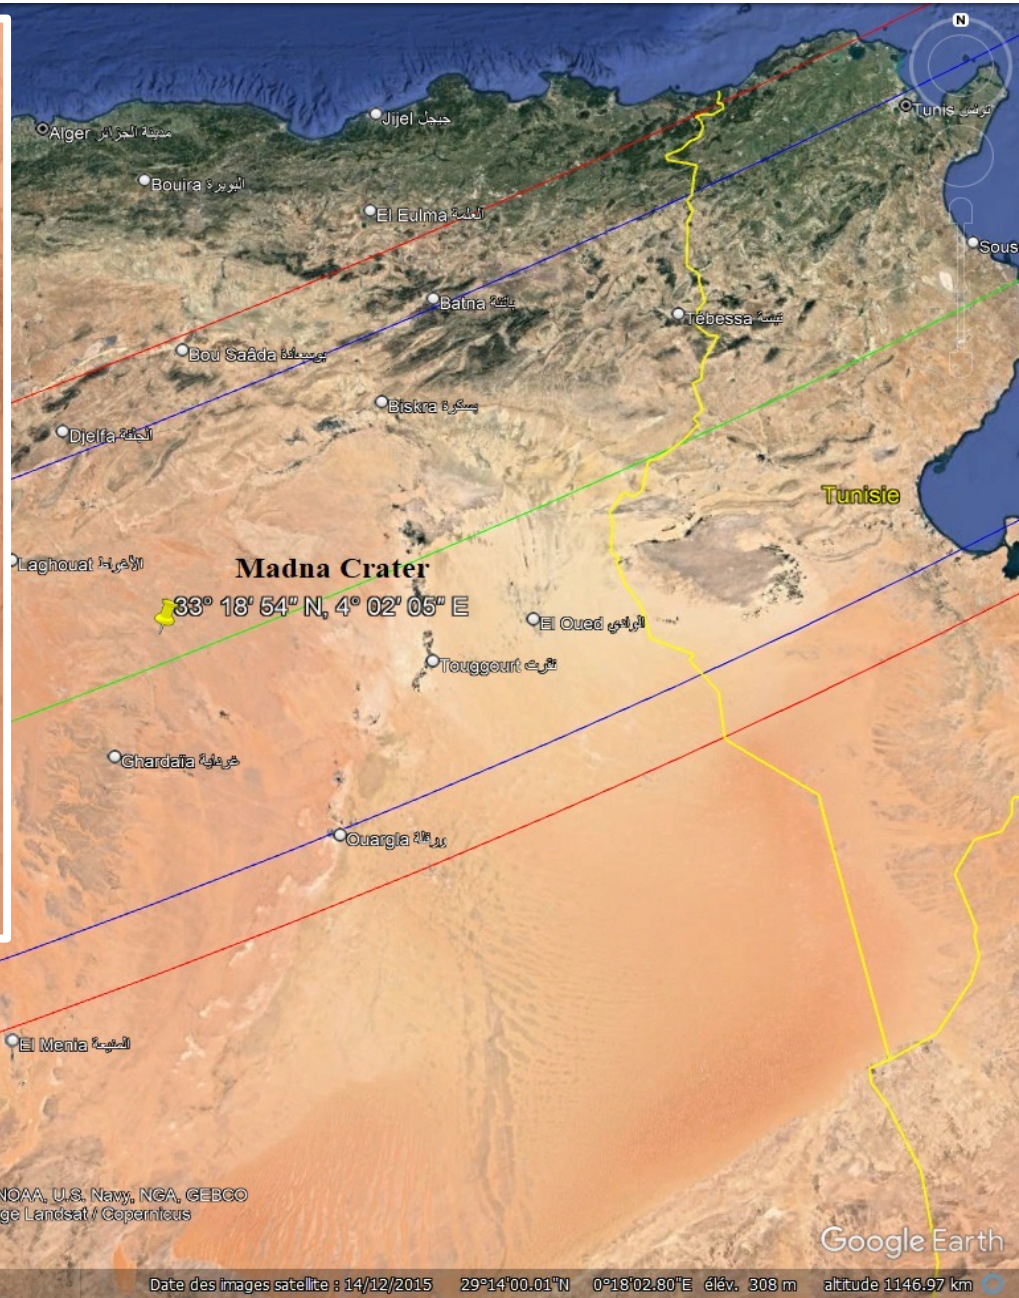 N
Alger مدينة الجزائر
Jijel جيجل
Tunis تونس
Bouira البويرة
El Eulma العلمة
Sous
Batna باتنة
Tébessa تبسة
Bou Saâda بوسعادة
Biskra بسكرة
Djelfa الجلفة
Tunisie
Laghouat الأغواط
Madna Crater
33° 18′ 54″ N, 4° 02′ 05″ E
El Oued الوادي
Touggourt تقرت
Ghardaïa غرداية
Ouargla ورقلة
El Menia المنيعة
NOAA, U.S. Navy, NGA, GEBCO
ge Landsat / Copernicus
Google Earth
Date des images satellite : 14/12/2015 29°14'00.01"N 0°18'02.80"E élév. 308 m altitude 1146.97 km